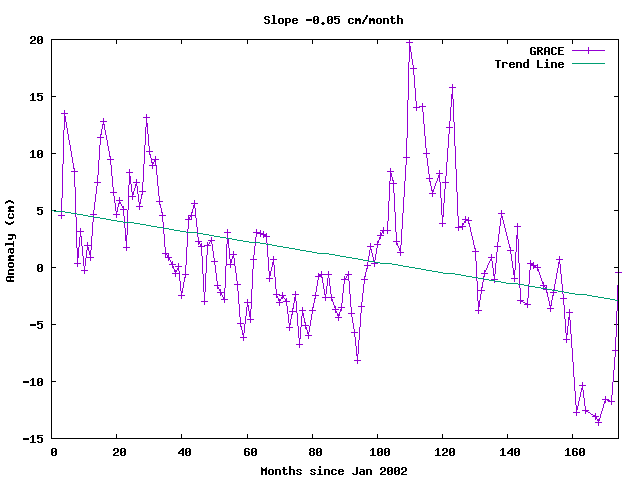 Slope -0.05 cm/month
GRACE
Trend Line
20
15
10
5
0
-5
-10
-15
Anomaly (cm)
0 20 40 60 80 100 120 140 160
Months since Jan 2002